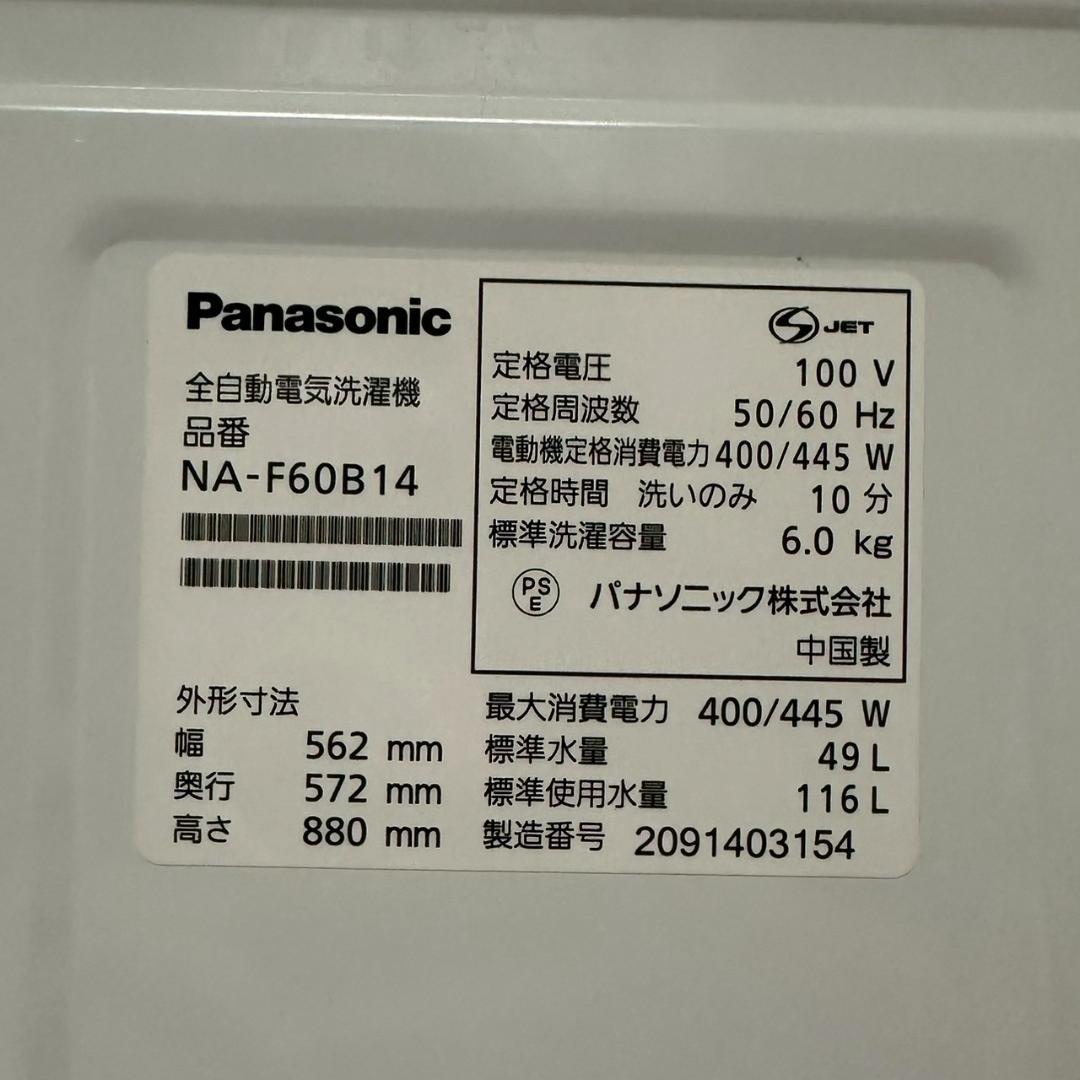 Panasonic
全自動電気洗濯機
品番
NA-F60B14
JET
定格電圧 100 V
定格周波数 50/60 Hz
電動機定格消費電力 400/445 W
定格時間 洗いのみ 10 分
標準洗濯容量 6.0 kg
PS
E
パナソニック株式会社
中国製
外形寸法
幅 562 mm
奥行 572 mm
高さ 880 mm
最大消費電力 400/445 W
標準水量 49 L
標準使用水量 116 L
製造番号 2091403154